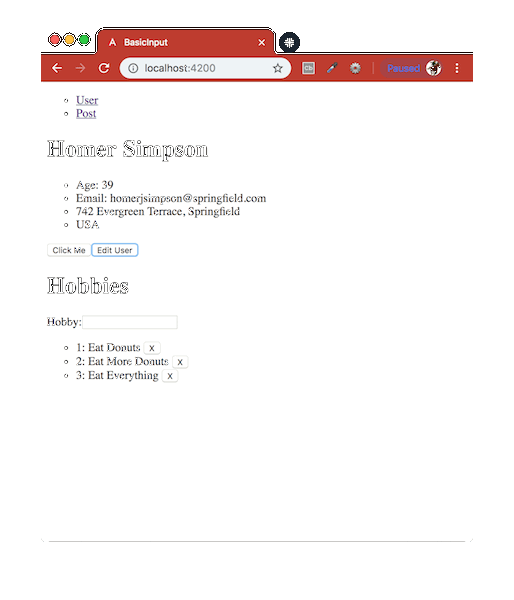 BasicInput
localhost:4200
Paused
User
Post
Homer Simpson
Age: 39
Email: homerjsimpson@springfield.com
742 Evergreen Terrace, Springfield
USA
Click Me Edit User
Hobbies
Hobby:
1: Eat Donuts X
2: Eat More Donuts X
3: Eat Everything X